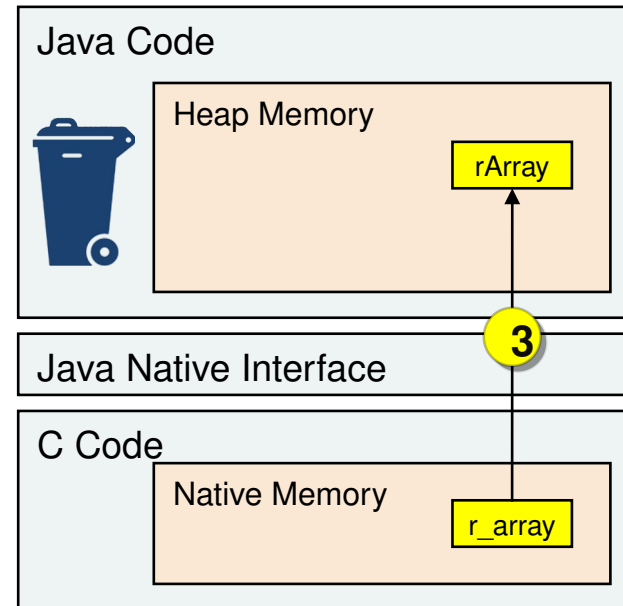 Java Code
Heap Memory
rArray
3
Java Native Interface
C Code
Native Memory
r_array